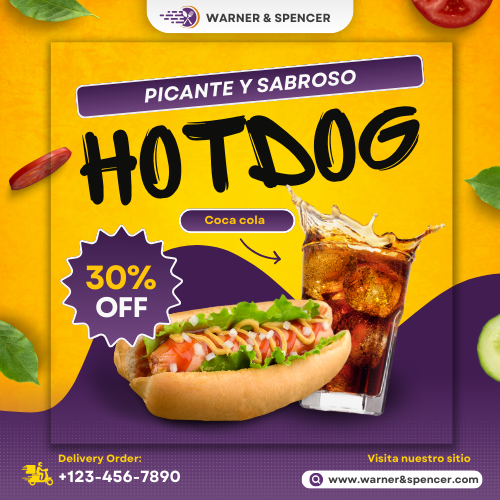 WARNER & SPENCER
PICANTE Y SABROSO
HOTDOG
Coca cola
30%
OFF
Delivery Order:
+123-456-7890
Visita nuestro sitio
www.warner&spencer.com